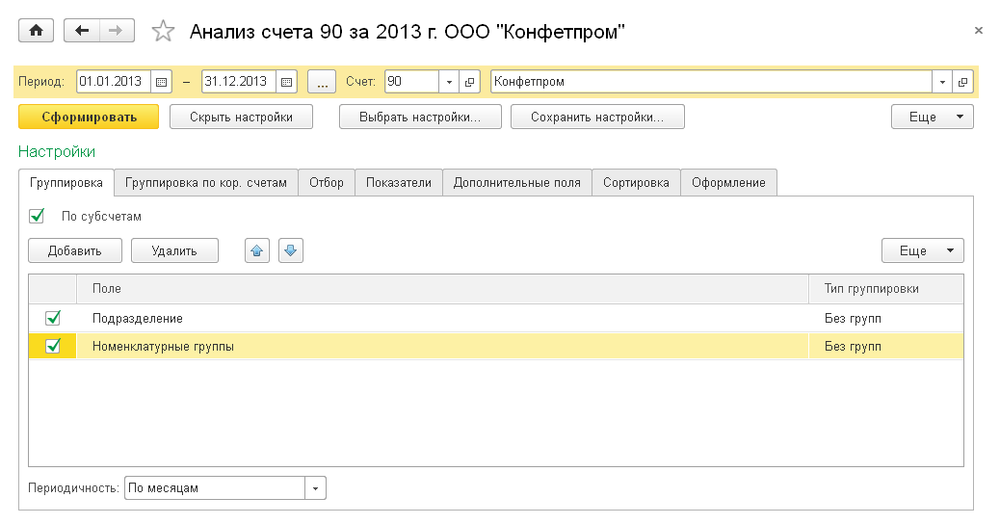 Анализ счета 90 за 2013 г. ООО "Конфетпром"
Период: 01.01.2013 – 31.12.2013 ... Счет: 90 Конфетпром
Сформировать Скрыть настройки Выбрать настройки... Сохранить настройки... Еще
Настройки
Группировка Группировка по кор. счетам Отбор Показатели Дополнительные поля Сортировка Оформление
По субсчетам
Добавить Удалить Еще
Поле Тип группировки
Подразделение Без групп
Номенклатурные группы Без групп
Периодичность: По месяцам